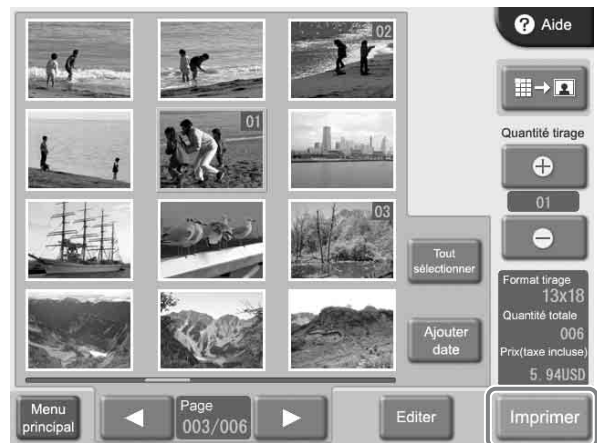 Aide
02
Quantité tirage
01
01
03
Tout
sélectionner
Format tirage
13x18
Quantité totale
006
Ajouter
date
Prix(taxe incluse)
5.94USD
Menu
principal
Page
003/006
Editer
Imprimer